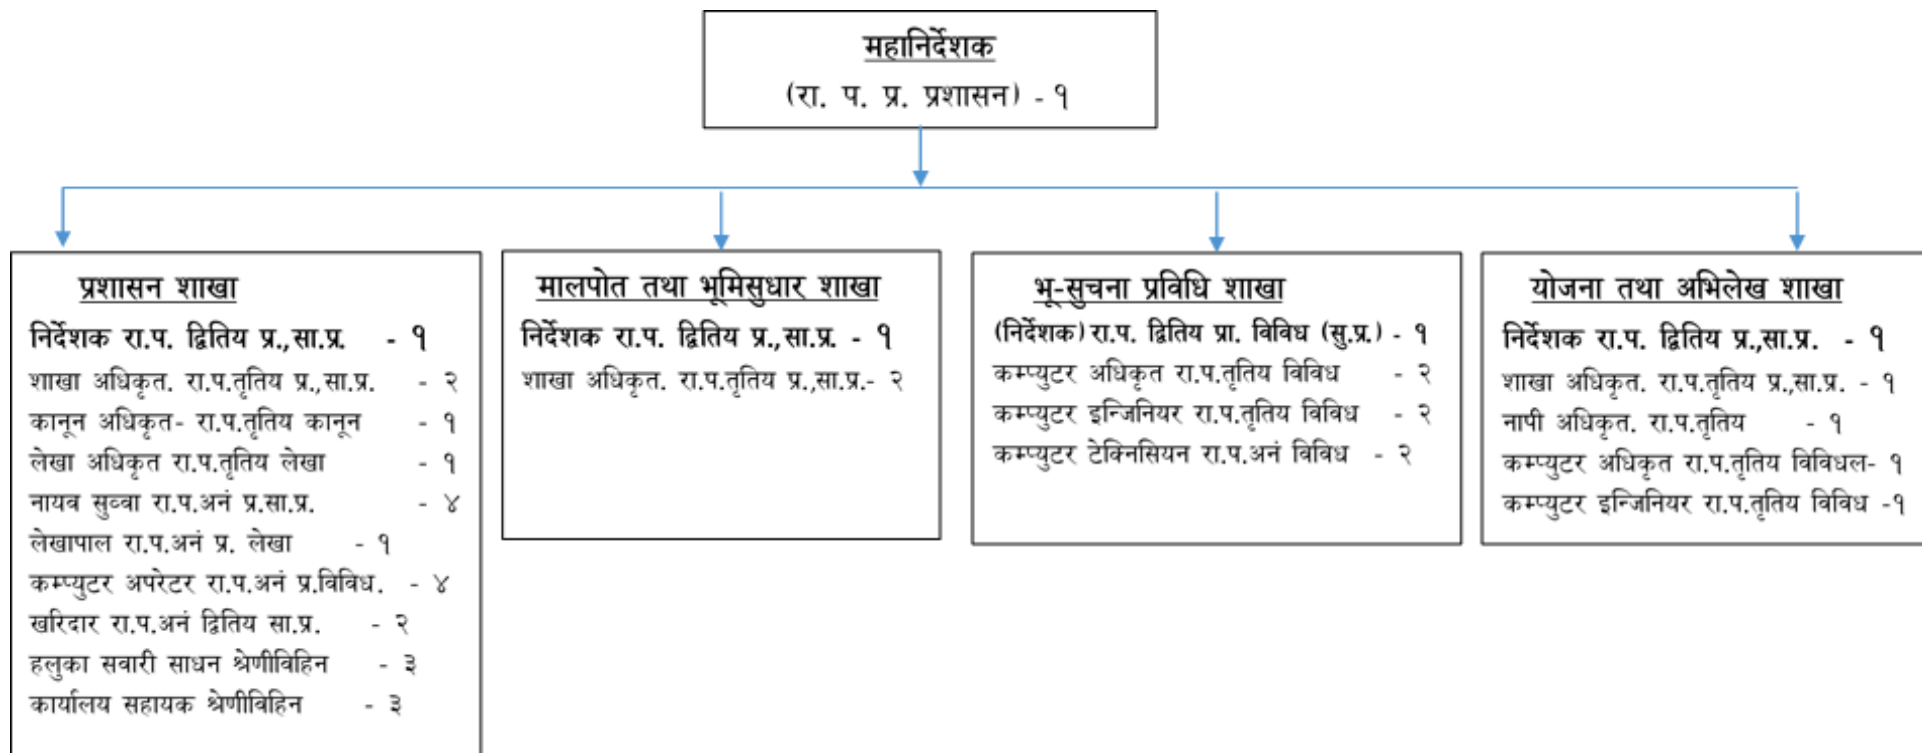 महानिर्देशक
(रा. प. प्र. प्रशासन) - १
प्रशासन शाखा
निर्देशक रा.प. द्वितिय प्र.,सा.प्र. - १
शाखा अधिकृत. रा.प.तृतिय प्र.,सा.प्र. - २
कानून अधिकृत- रा.प.तृतिय कानून - १
लेखा अधिकृत रा.प.तृतिय लेखा - १
नायव सुव्वा रा.प.अनं प्र.सा.प्र. - ४
लेखापाल रा.प.अनं प्र. लेखा - १
कम्प्युटर अपरेटर रा.प.अनं प्र.विविध. - ४
खरिदार रा.प.अनं द्वितिय सा.प्र. - २
हलुका सवारी साधन श्रेणीविहिन - ३
कार्यालय सहायक श्रेणीविहिन - ३
मालपोत तथा भूमिसुधार शाखा
निर्देशक रा.प. द्वितिय प्र.,सा.प्र. - १
शाखा अधिकृत. रा.प.तृतिय प्र.,सा.प्र.- २
भू-सुचना प्रविधि शाखा
(निर्देशक) रा.प. द्वितिय प्रा. विविध (सु.प्र.) - १
कम्प्युटर अधिकृत रा.प.तृतिय विविध - २
कम्प्युटर इन्जिनियर रा.प.तृतिय विविध - २
कम्प्युटर टेक्निसियन रा.प.अनं विविध - २
योजना तथा अभिलेख शाखा
निर्देशक रा.प. द्वितिय प्र.,सा.प्र. - १
शाखा अधिकृत. रा.प.तृतिय प्र.,सा.प्र. - १
नापी अधिकृत. रा.प.तृतिय - १
कम्प्युटर अधिकृत रा.प.तृतिय विविधल- १
कम्प्युटर इन्जिनियर रा.प.तृतिय विविध -१